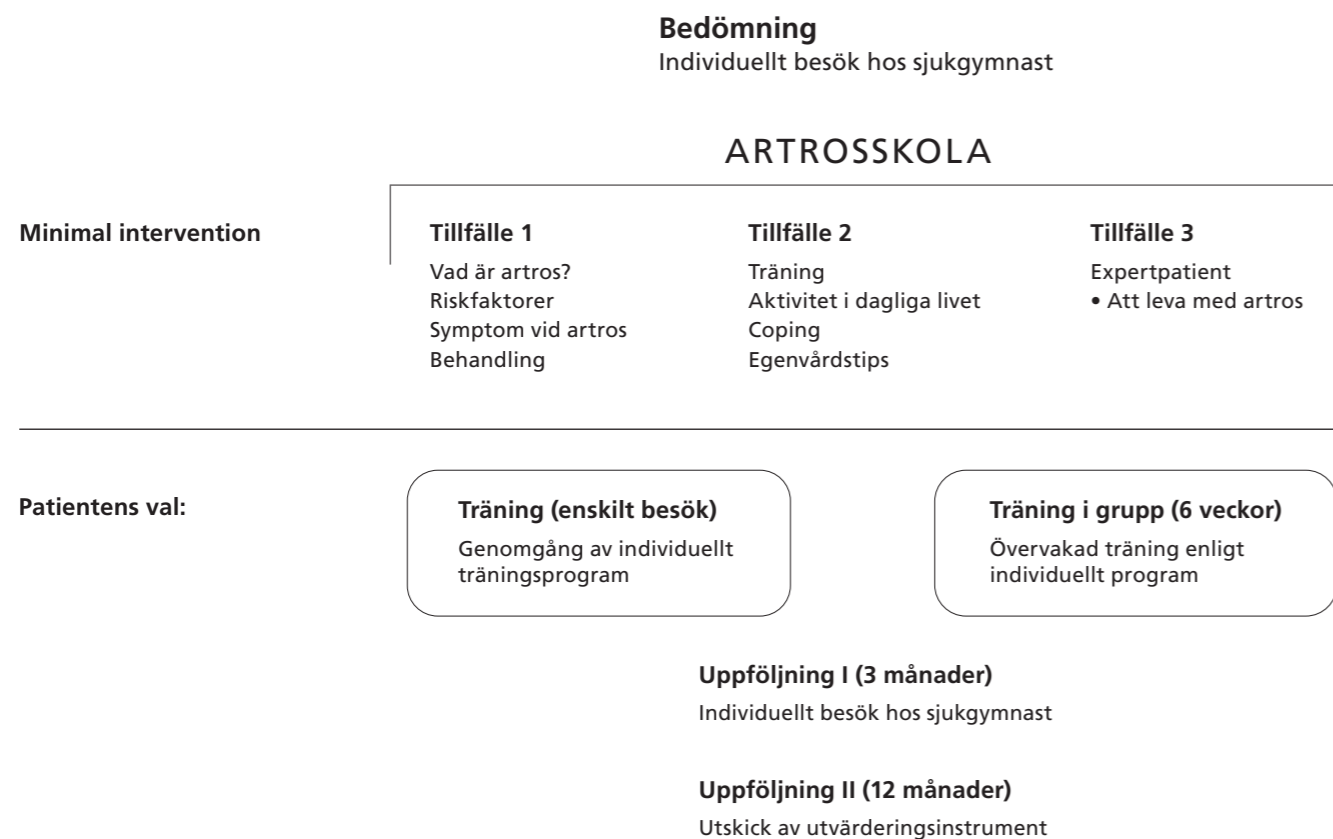 Bedömning
Individuellt besök hos sjukgymnast
ARTROSSKOLA
Minimal intervention
Tillfälle 1
Vad är artros?
Riskfaktorer
Symptom vid artros
Behandling
Tillfälle 2
Träning
Aktivitet i dagliga livet
Coping
Egenvårdstips
Tillfälle 3
Expertpatient
• Att leva med artros
Patientens val:
Träning (enskilt besök)
Genomgång av individuellt
träningsprogram
Träning i grupp (6 veckor)
Övervakad träning enligt
individuellt program
Uppföljning I (3 månader)
Individuellt besök hos sjukgymnast
Uppföljning II (12 månader)
Utskick av utvärderingsinstrument